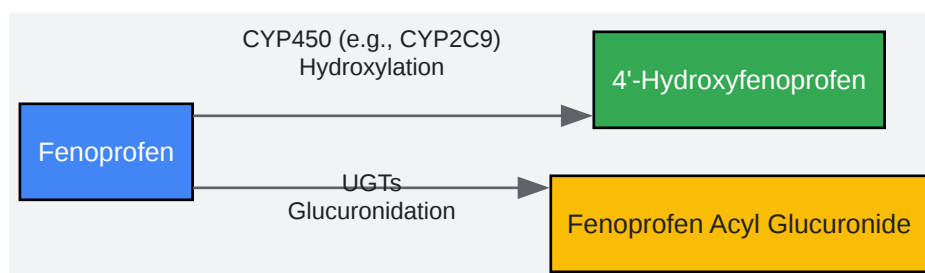 CYP450 (e.g., CYP2C9)
Hydroxylation
4'-Hydroxyfenoprofen
Fenoprofen
UGTs
Glucuronidation
Fenoprofen Acyl Glucuronide